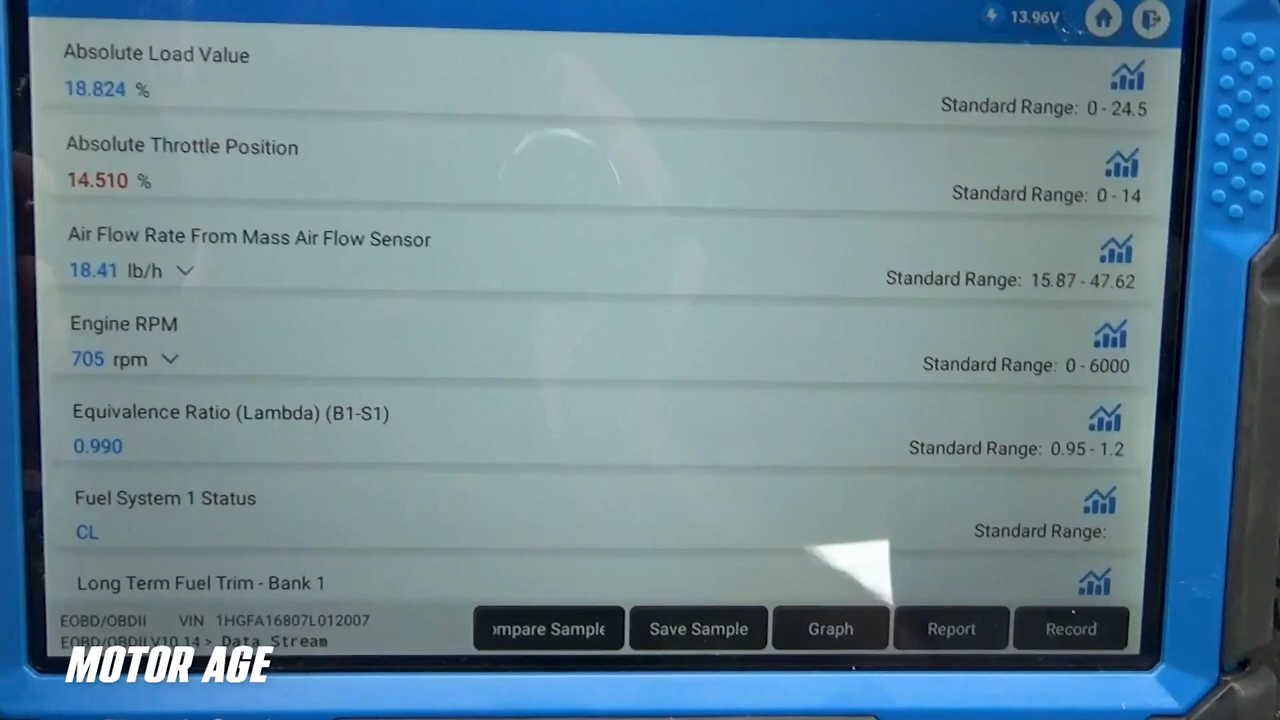 13.96V
Absolute Load Value
18.824 %
Standard Range: 0 - 24.5
Absolute Throttle Position
14.510 %
Standard Range: 0 - 14
Air Flow Rate From Mass Air Flow Sensor
18.41 lb/h
Standard Range: 15.87 - 47.62
Engine RPM
705 rpm
Standard Range: 0 - 6000
Equivalence Ratio (Lambda) (B1-S1)
0.990
Standard Range: 0.95 - 1.2
Fuel System 1 Status
CL
Standard Range:
Long Term Fuel Trim - Bank 1
EOBD/OBDII VIN 1HGFA16807L012007
EOBD/OBDII V10.14 > Data Stream
ompare Sample Save Sample Graph Report Record
MOTOR AGE